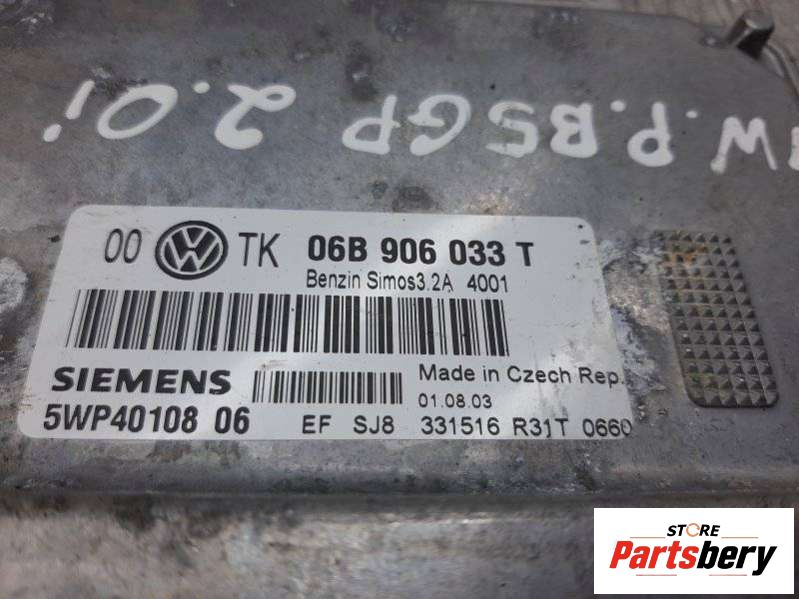 W.P.B5GP 2.0i
00 TK 06B 906 033 T
Benzin Simos3.2A 4001
SIEMENS
Made in Czech Rep.
01.08.03
5WP40108 06
EF SJ8 331516 R31T 0660
STORE
Partsbery